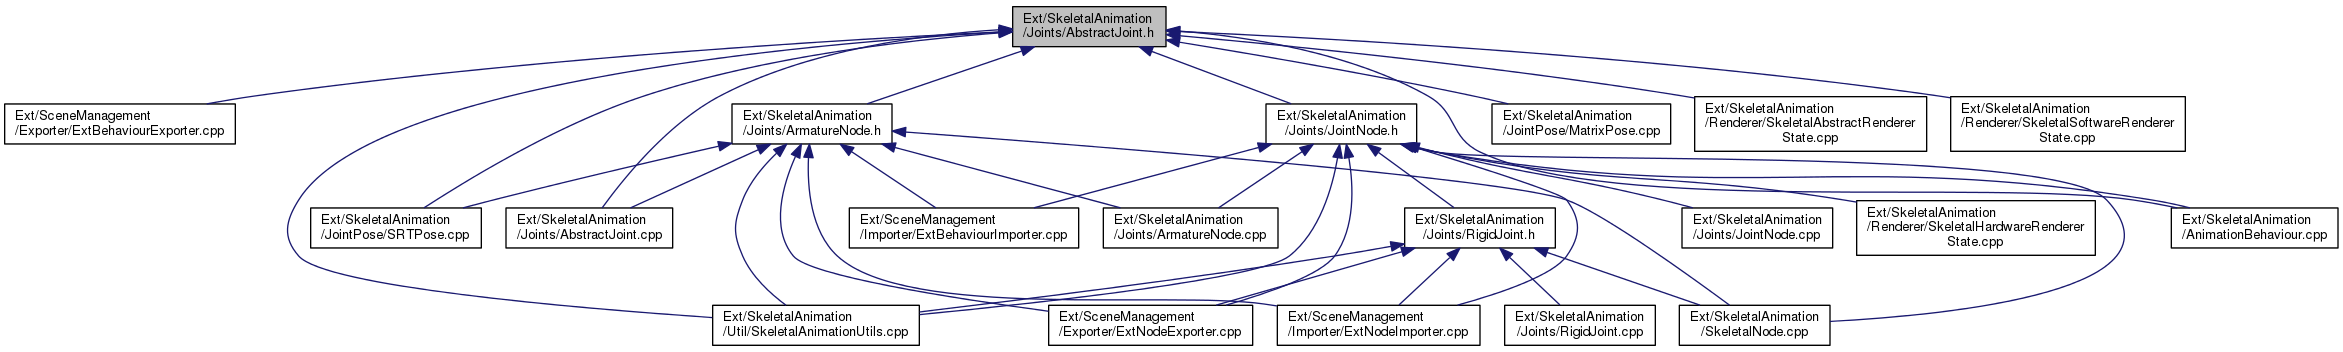 Ext/SkeletalAnimation
/Joints/AbstractJoint.h
Ext/SceneManagement
/Exporter/ExtBehaviourExporter.cpp
Ext/SkeletalAnimation
/Joints/ArmatureNode.h
Ext/SkeletalAnimation
/Joints/JointNode.h
Ext/SkeletalAnimation
/JointPose/MatrixPose.cpp
Ext/SkeletalAnimation
/Renderer/SkeletalAbstractRenderer
State.cpp
Ext/SkeletalAnimation
/Renderer/SkeletalSoftwareRenderer
State.cpp
Ext/SkeletalAnimation
/JointPose/SRTPose.cpp
Ext/SkeletalAnimation
/Joints/AbstractJoint.cpp
Ext/SceneManagement
/Importer/ExtBehaviourImporter.cpp
Ext/SkeletalAnimation
/Joints/ArmatureNode.cpp
Ext/SkeletalAnimation
/Joints/RigidJoint.h
Ext/SkeletalAnimation
/Joints/JointNode.cpp
Ext/SkeletalAnimation
/Renderer/SkeletalHardwareRenderer
State.cpp
Ext/SkeletalAnimation
/AnimationBehaviour.cpp
Ext/SkeletalAnimation
/Util/SkeletalAnimationUtils.cpp
Ext/SceneManagement
/Exporter/ExtNodeExporter.cpp
Ext/SceneManagement
/Importer/ExtNodeImporter.cpp
Ext/SkeletalAnimation
/Joints/RigidJoint.cpp
Ext/SkeletalAnimation
/SkeletalNode.cpp